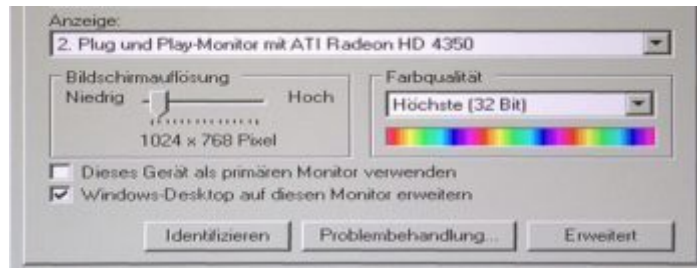 Anzeige:
2. Plug und Play-Monitor mit ATI Radeon HD 4350
Bildschirmauflösung
Niedrig Hoch
1024 x 768 Pixel
Farbqualität
Höchste (32 Bit)
Dieses Gerät als primären Monitor verwenden
Windows-Desktop auf diesen Monitor erweitern
Identifizieren Problembehandlung... Erweitert